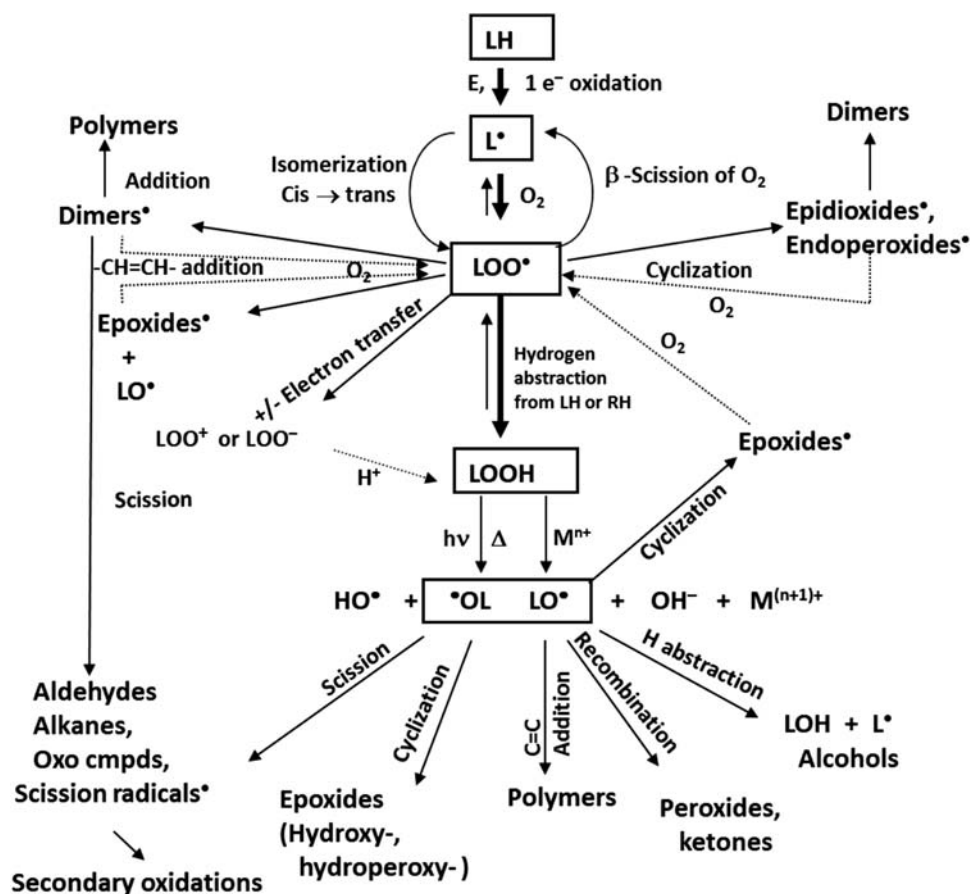 LH
E, 1 e⁻ oxidation
L•
Polymers
Dimers
Isomerization
Cis → trans
β -Scission of O₂
Addition
O₂
Dimers•
Epidioxides•,
Endoperoxides•
-CH=CH- addition
O₂
LOO•
Cyclization
O₂
Epoxides•
+
LO•
+/- Electron transfer
Hydrogen
abstraction
from LH or RH
O₂
LOO⁺ or LOO⁻
H⁺
LOOH
Epoxides•
Scission
hν Δ Mⁿ⁺
Cyclization
HO• + •OL LO• + OH⁻ + M⁽ⁿ⁺¹⁾⁺
Scission
Cyclization
C=C
Addition
Recombination
H abstraction
Aldehydes
Alkanes,
Oxo cmpds,
Scission radicals•
LOH + L•
Alcohols
Epoxides
(Hydroxy-,
hydroperoxy- )
Polymers
Peroxides,
ketones
Secondary oxidations